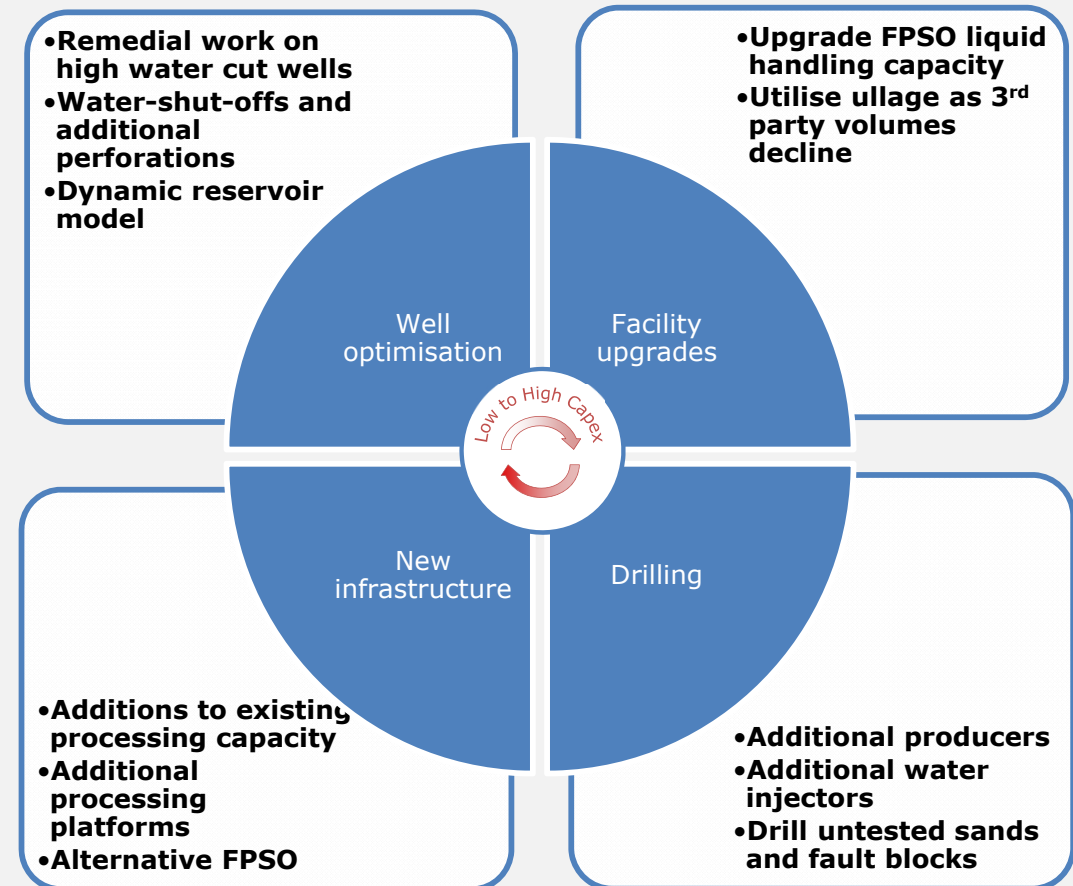 •Remedial work on
high water cut wells
•Water-shut-offs and
additional
perforations
•Dynamic reservoir
model
•Upgrade FPSO liquid
handling capacity
•Utilise ullage as 3rd
party volumes
decline
Well
optimisation
Facility
upgrades
Low to High Capex
New
infrastructure
Drilling
•Additions to existing
processing capacity
•Additional
processing
platforms
•Alternative FPSO
•Additional producers
•Additional water
injectors
•Drill untested sands
and fault blocks